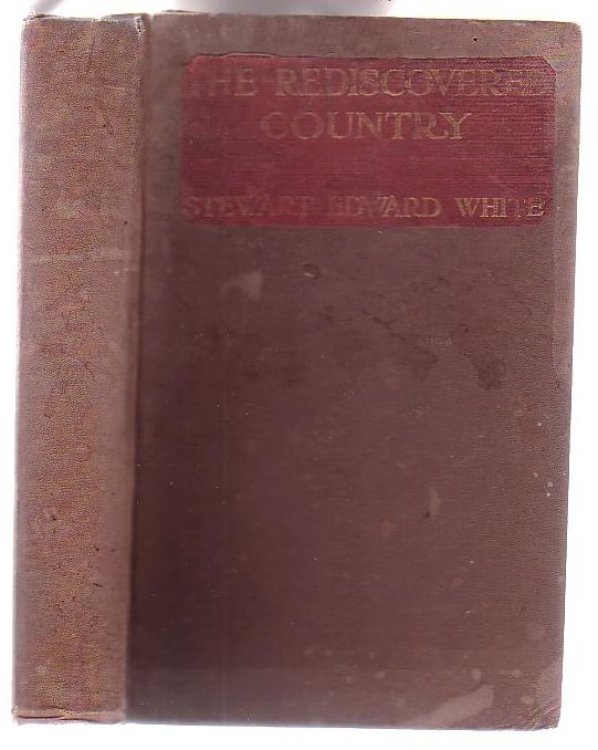 THE REDISCOVERED
COUNTRY
STEWART EDWARD WHITE